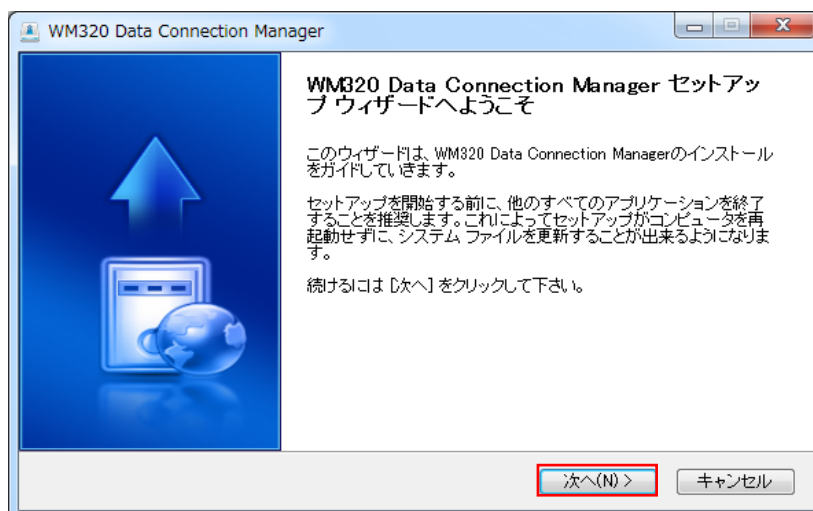 WM320 Data Connection Manager
WM320 Data Connection Manager セットアッ
プ ウィザードへようこそ
このウィザードは、WM320 Data Connection Managerのインストール
をガイドしていきます。
セットアップを開始する前に、他のすべてのアプリケーションを終了
することを推奨します。これによってセットアップがコンピュータを再
起動せずに、システム ファイルを更新することが出来るようになりま
す。
続けるには [次へ] をクリックして下さい。
次へ(N) >
キャンセル